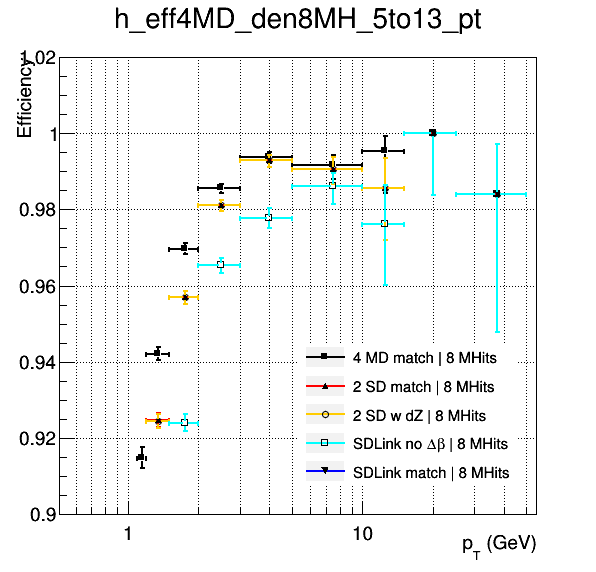 h_eff4MD_den8MH_5to13_pt
Efficiency
1.02
1
0.98
0.96
0.94
0.92
0.9
4 MD match | 8 MHits
2 SD match | 8 MHits
2 SD w dZ | 8 MHits
SDLink no Δβ | 8 MHits
SDLink match | 8 MHits
1
10
p_T (GeV)